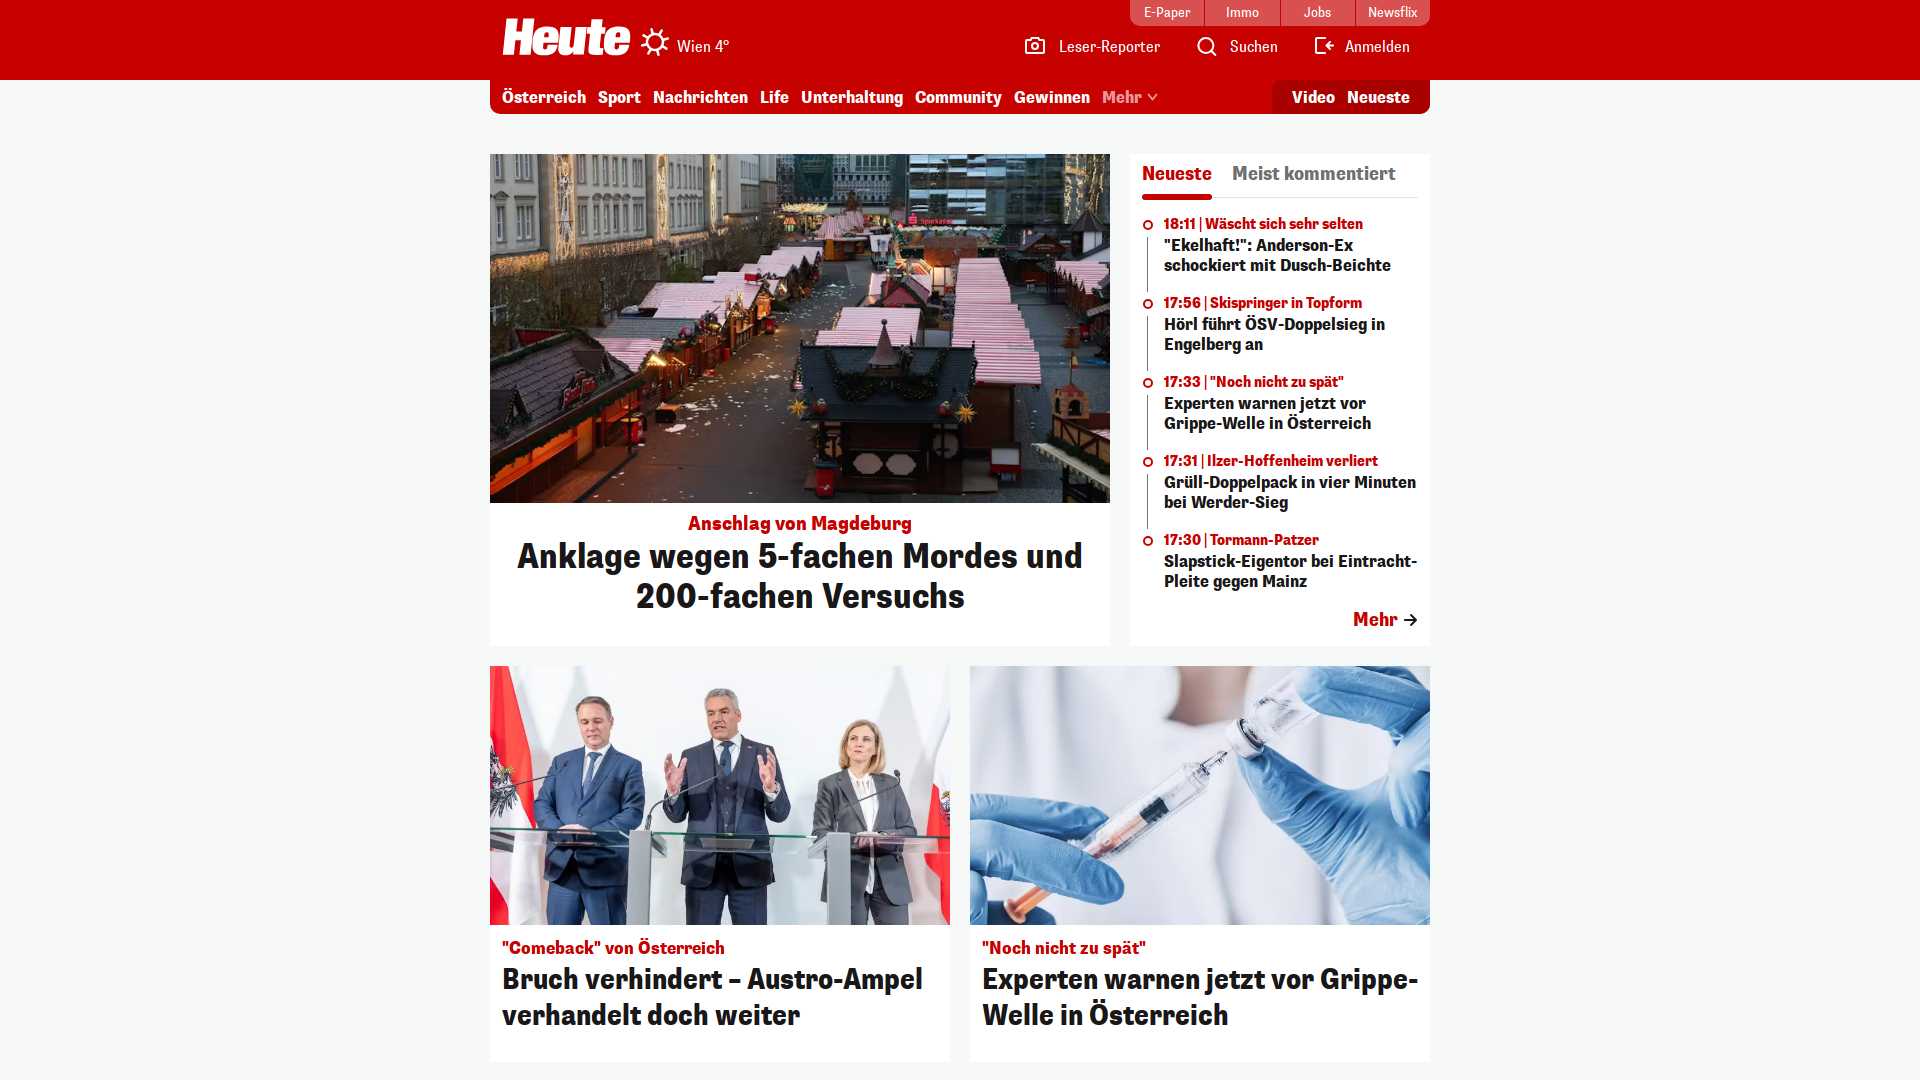 E-Paper
Immo
Jobs
Newsflix
Heute
Wien 4°
Leser-Reporter
Suchen
Anmelden
Österreich
Sport
Nachrichten
Life
Unterhaltung
Community
Gewinnen
Mehr
Video
Neueste
Sparkasse
Anschlag von Magdeburg
Anklage wegen 5-fachen Mordes und
200-fachen Versuchs
Neueste
Meist kommentiert
18:11 | Wäscht sich sehr selten
"Ekelhaft!": Anderson-Ex
schockiert mit Dusch-Beichte
17:56 | Skispringer in Topform
Hörl führt ÖSV-Doppelsieg in
Engelberg an
17:33 | "Noch nicht zu spät"
Experten warnen jetzt vor
Grippe-Welle in Österreich
17:31 | Ilzer-Hoffenheim verliert
Grüll-Doppelpack in vier Minuten
bei Werder-Sieg
17:30 | Tormann-Patzer
Slapstick-Eigentor bei Eintracht-
Pleite gegen Mainz
Mehr
"Comeback" von Österreich
Bruch verhindert – Austro-Ampel
verhandelt doch weiter
"Noch nicht zu spät"
Experten warnen jetzt vor Grippe-
Welle in Österreich